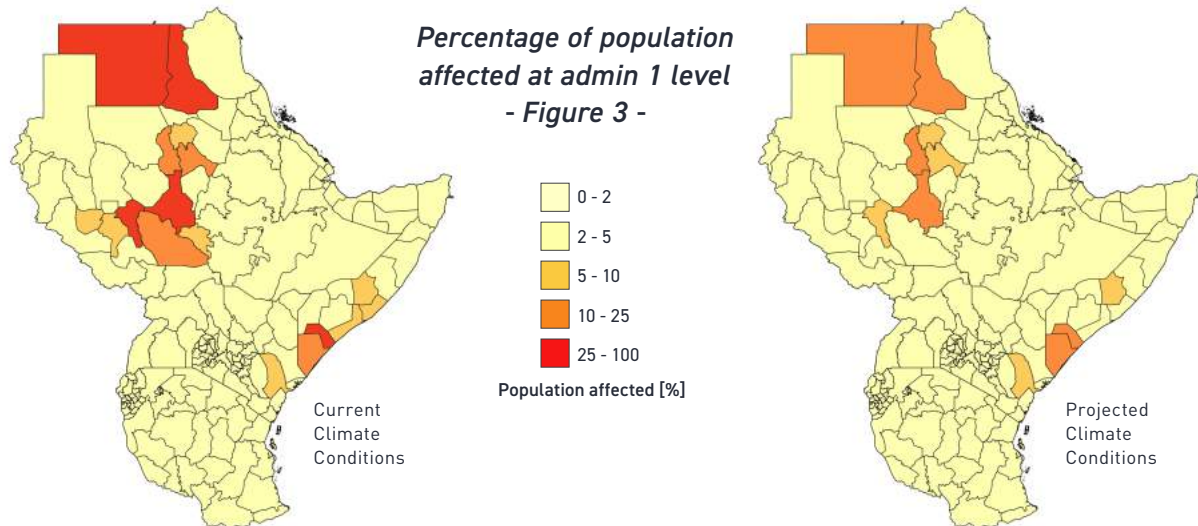 Percentage of population
affected at admin 1 level
- Figure 3 -
0 - 2
2 - 5
5 - 10
10 - 25
25 - 100
Population affected [%]
Current
Climate
Conditions
Projected
Climate
Conditions